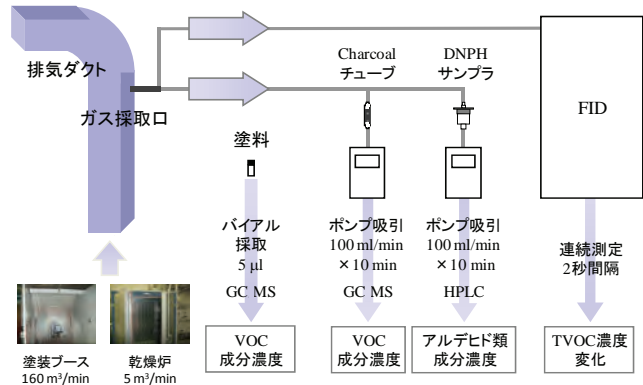 排気ダクト
ガス採取口
Charcoal
チューブ
DNPH
サンプラ
FID
塗料
バイアル
採取
5 μl
GC MS
ポンプ吸引
100 ml/min
×10 min
GC MS
ポンプ吸引
100 ml/min
×10 min
HPLC
連続測定
2秒間隔
塗装ブース
160 m³/min
乾燥炉
5 m³/min
VOC
成分濃度
VOC
成分濃度
アルデヒド類
成分濃度
TVOC濃度
変化